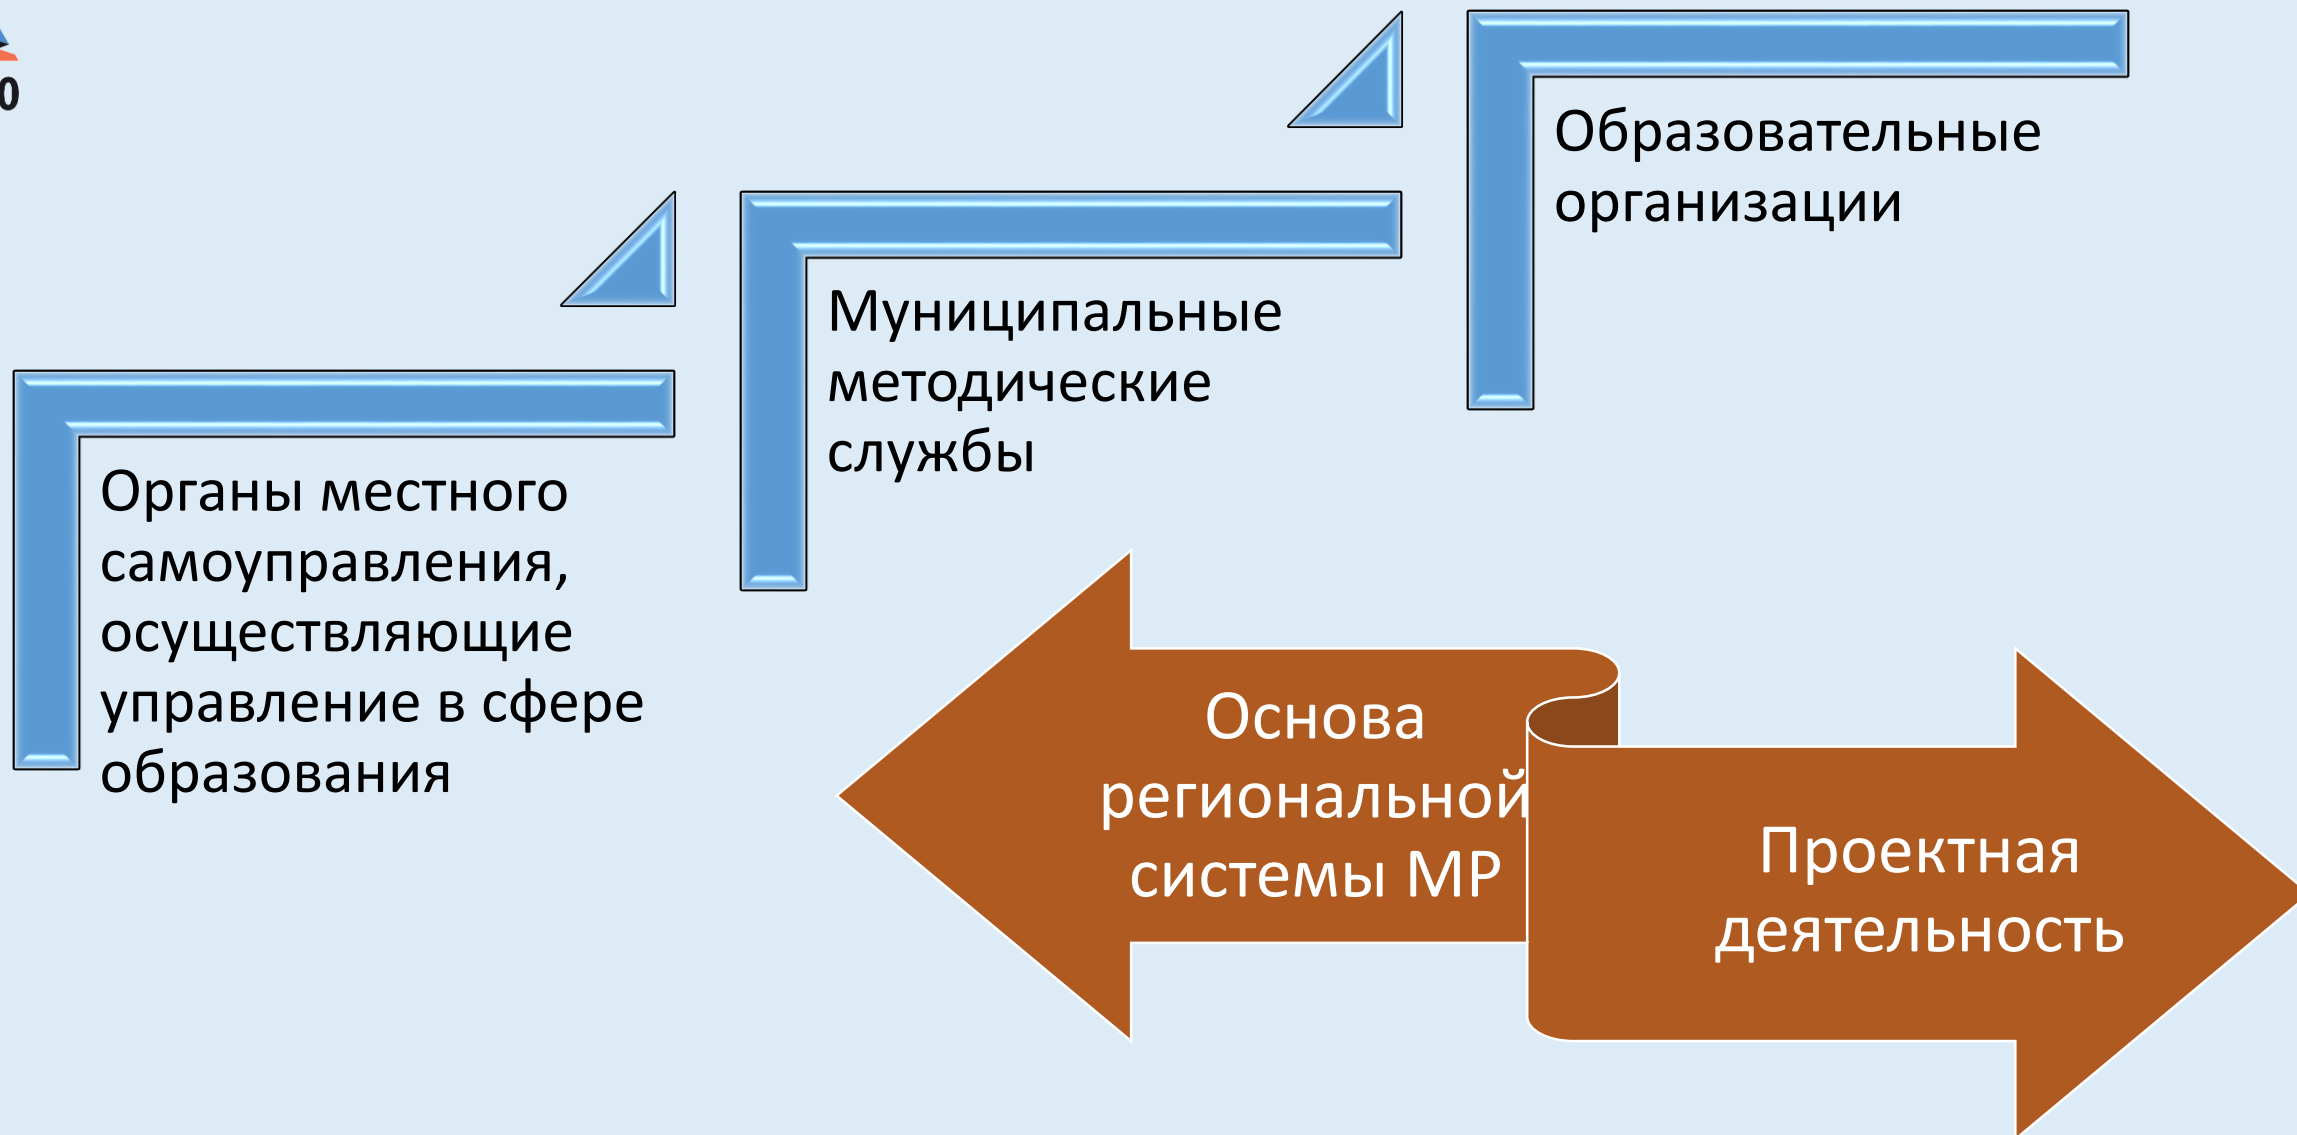 Образовательные
организации
Муниципальные
методические
службы
Органы местного
самоуправления,
осуществляющие
управление в сфере
образования
Основа
региональной
системы МР
Проектная
деятельность